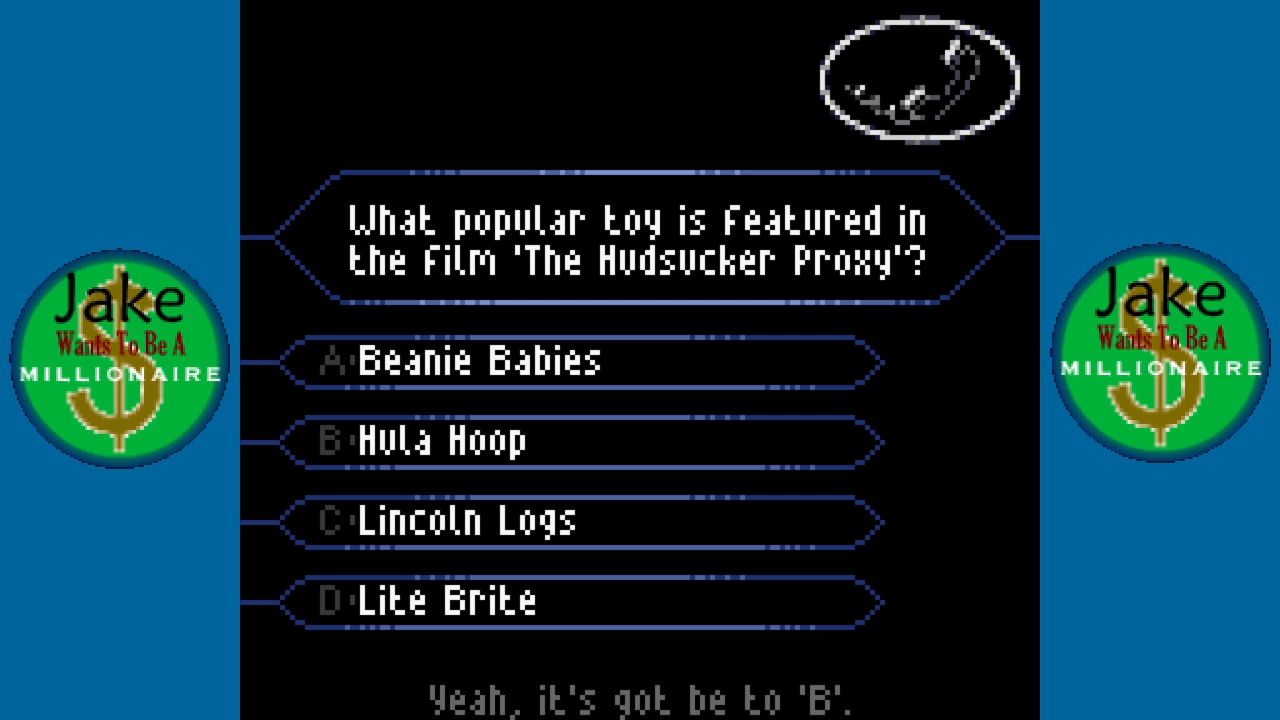 What popular toy is featured in
the film 'The Hudsucker Proxy'?
A: Beanie Babies
B: Hula Hoop
C: Lincoln Logs
D: Lite Brite
Yeah, it's got be to 'B'.
Jake
Wants To Be A
MILLIONAIRE
Jake
Wants To Be A
MILLIONAIRE